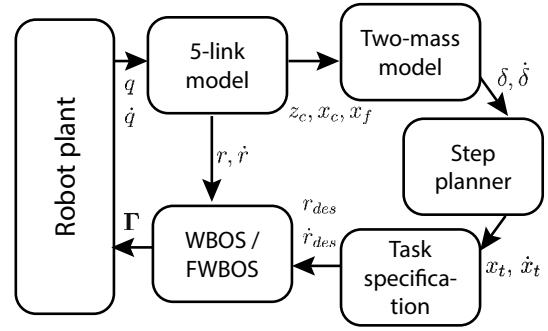 Robot plant
5-link
model
Two-mass
model
q
q̇
z_c, x_c, x_f
δ, δ̇
Step
planner
r, ṙ
r_des
ṙ_des
Γ
WBOS /
FWBOS
Task
specifica-
tion
x_t, ẋ_t